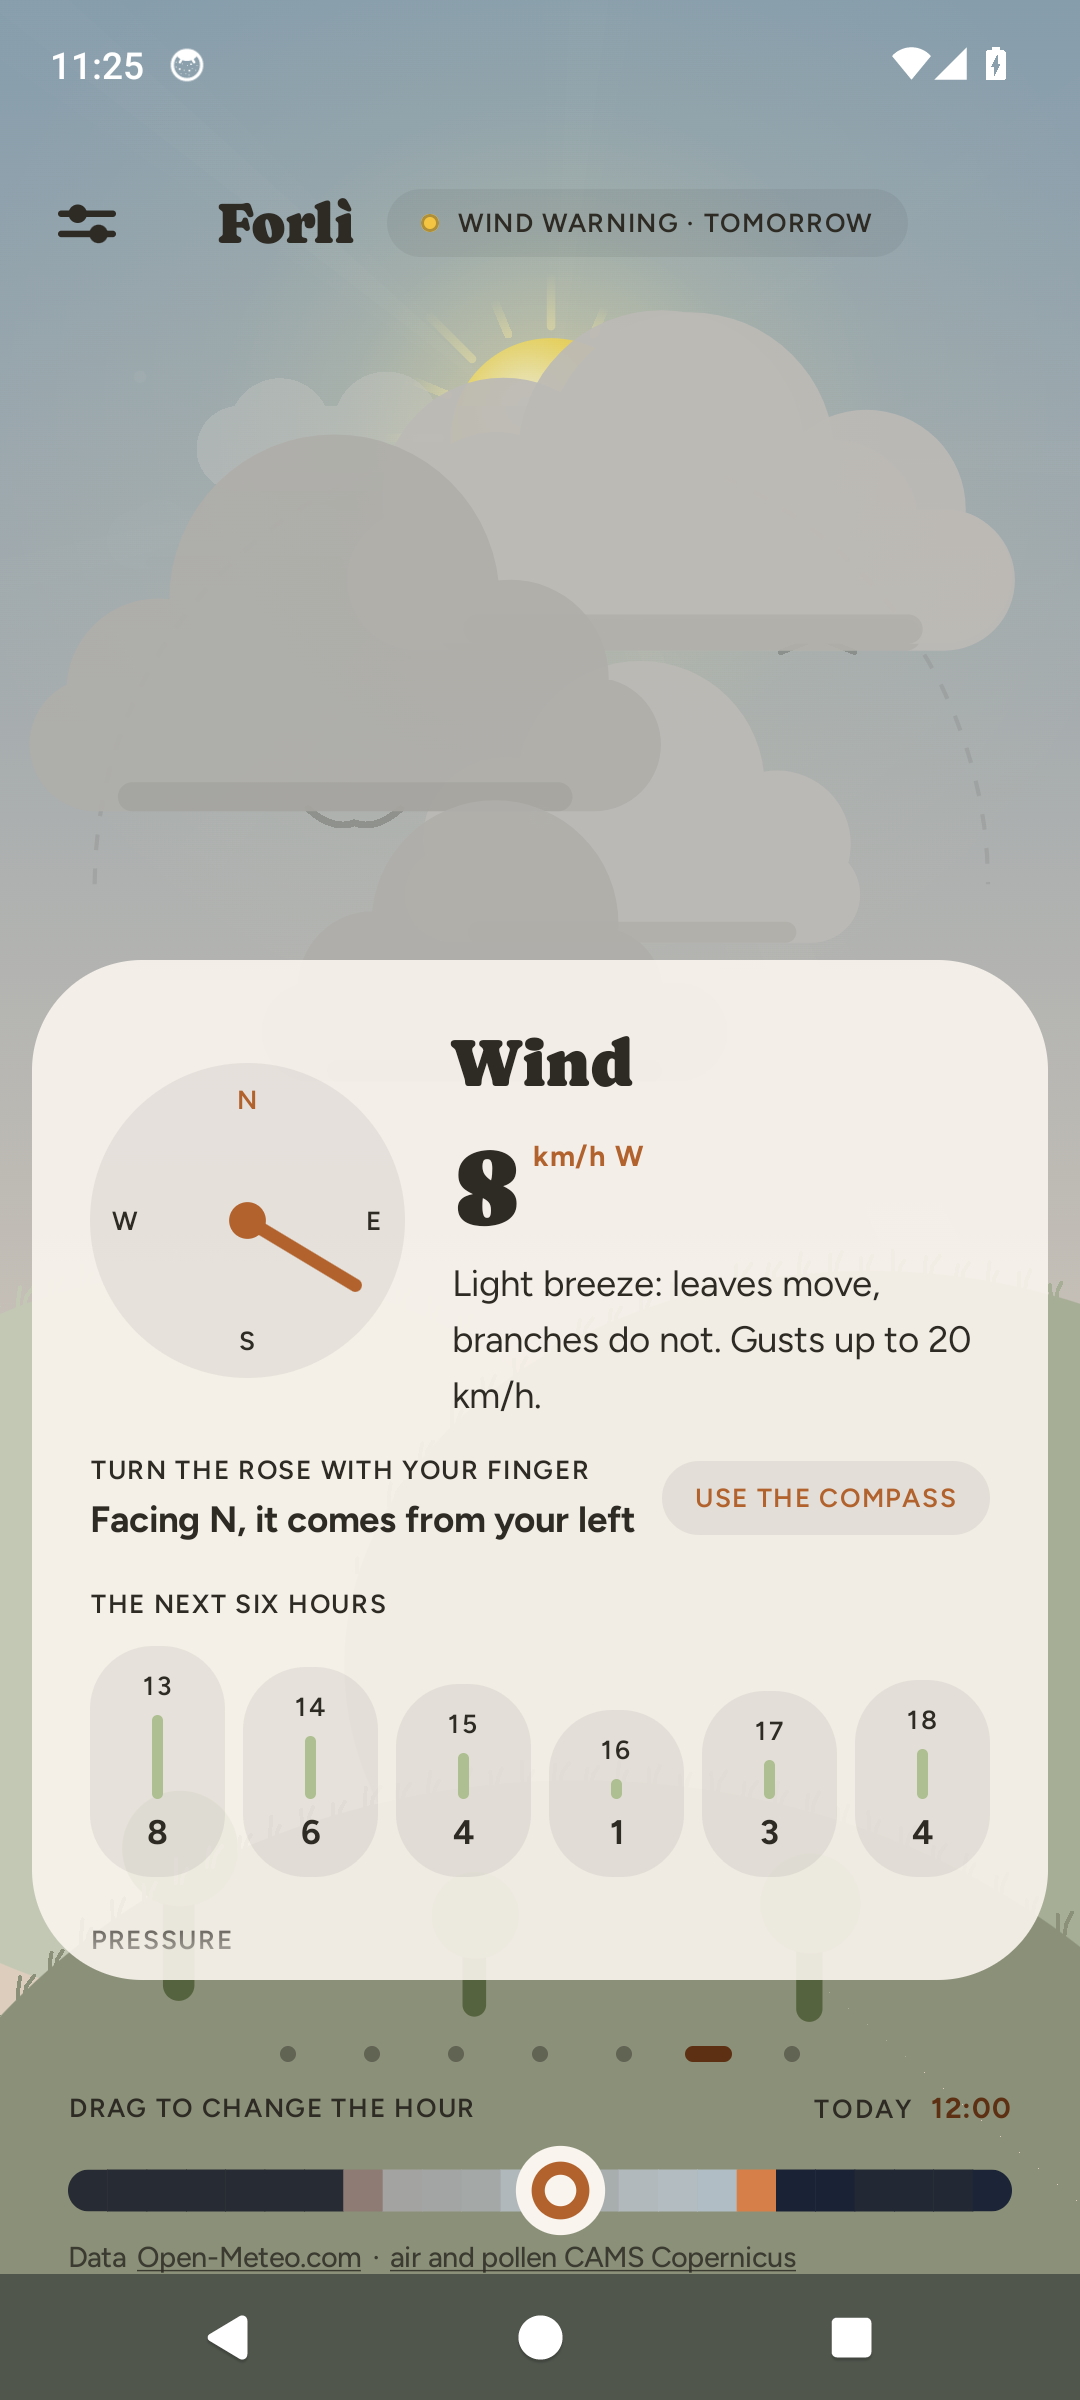 11:25
Forlì
WIND WARNING · TOMORROW
Wind
N
W
E
S
8 km/h W
Light breeze: leaves move,
branches do not. Gusts up to 20
km/h.
TURN THE ROSE WITH YOUR FINGER
Facing N, it comes from your left
USE THE COMPASS
THE NEXT SIX HOURS
13 14 15 16 17 18
8 6 4 1 3 4
PRESSURE
DRAG TO CHANGE THE HOUR
TODAY 12:00
Data Open-Meteo.com · air and pollen CAMS Copernicus